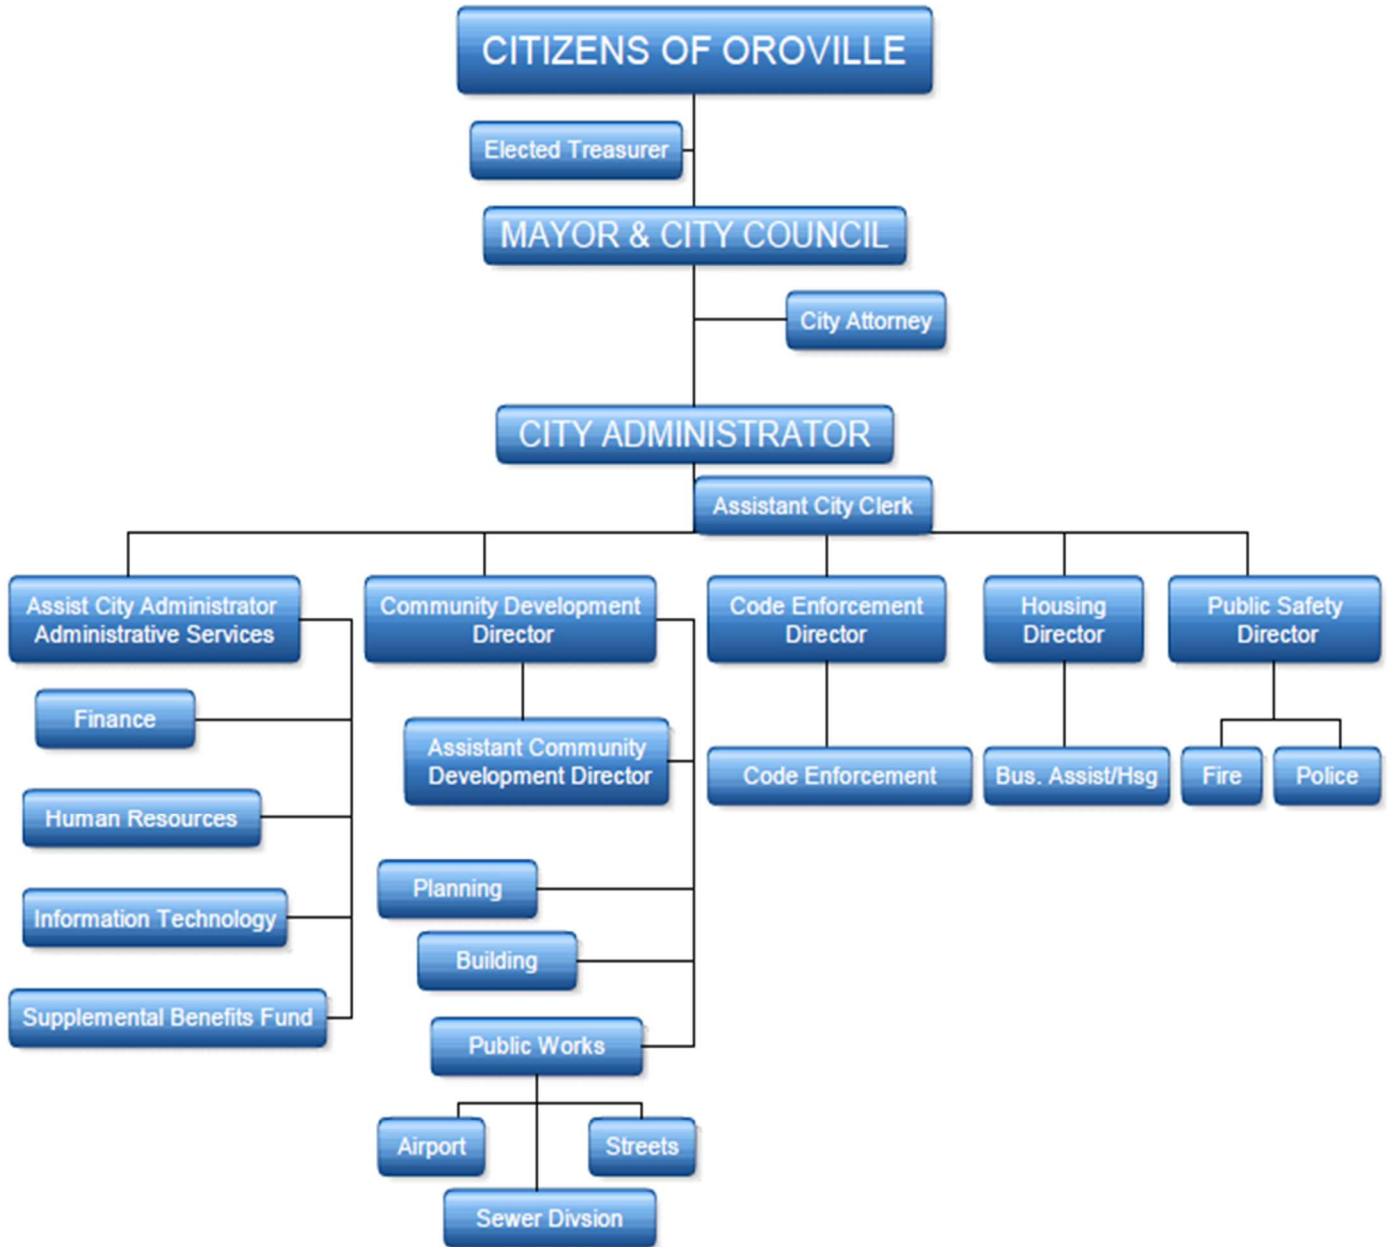 CITIZENS OF OROVILLE
Elected Treasurer
MAYOR & CITY COUNCIL
City Attorney
CITY ADMINISTRATOR
Assistant City Clerk
Assist City Administrator
Administrative Services
Community Development
Director
Code Enforcement
Director
Housing
Director
Public Safety
Director
Finance
Human Resources
Information Technology
Supplemental Benefits Fund
Assistant Community
Development Director
Planning
Building
Public Works
Airport
Streets
Sewer Divsion
Code Enforcement
Bus. Assist/Hsg
Fire
Police